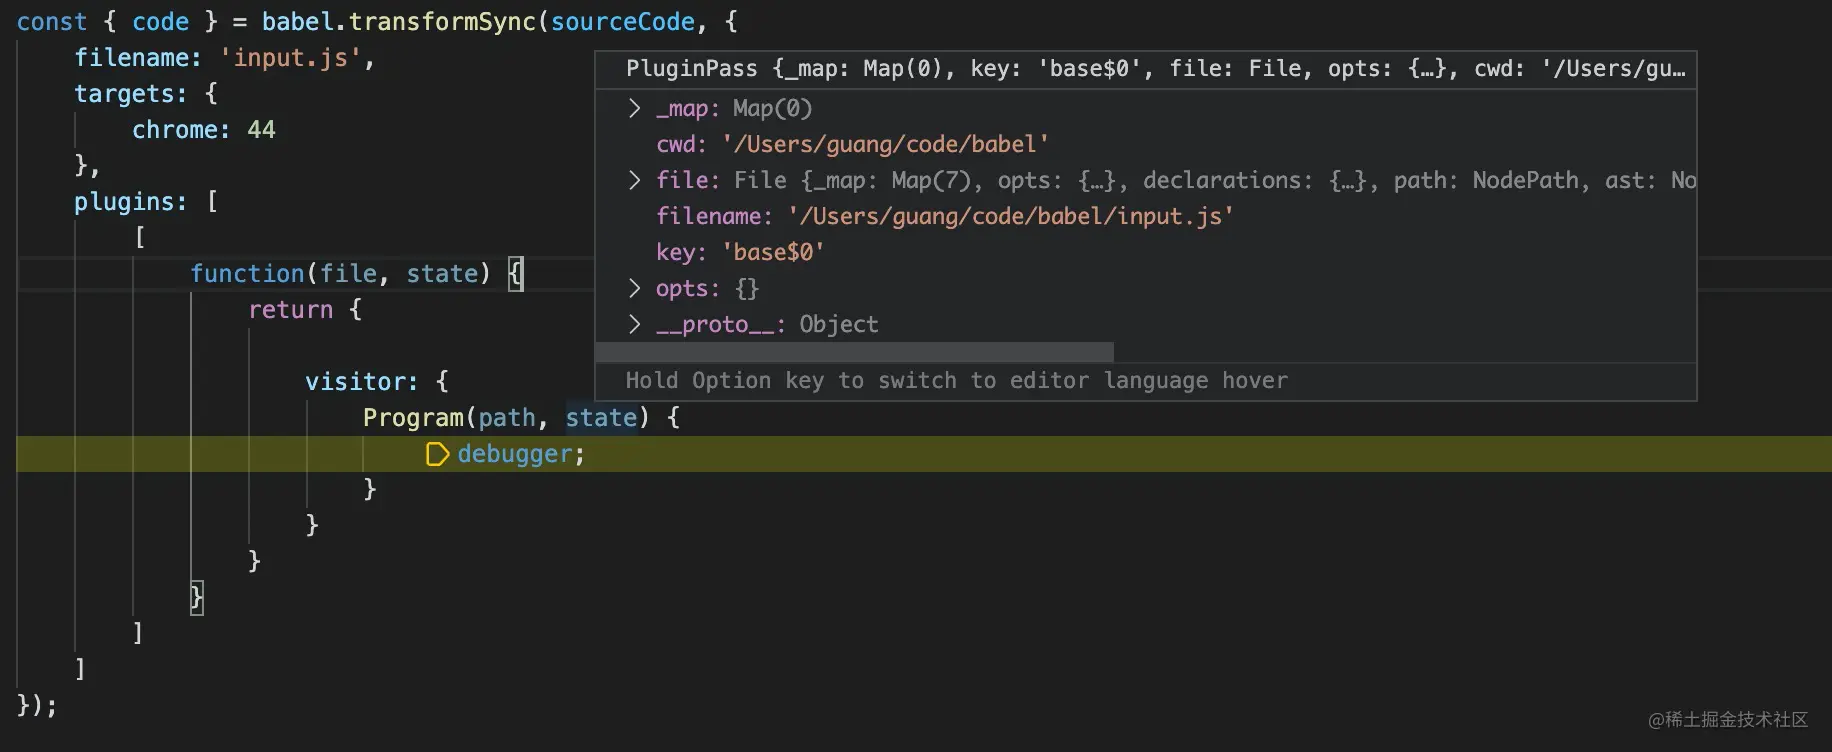 const { code } = babel.transformSync(sourceCode, {
filename: 'input.js',
targets: {
chrome: 44
},
plugins: [
[
function(file, state) {
return {
visitor: {
Program(path, state) {
debugger;
}
}
}
}
]
]
});
PluginPass {_map: Map(0), key: 'base$0', file: File, opts: {…}, cwd: '/Users/gu…
_map: Map(0)
cwd: '/Users/guang/code/babel'
file: File {_map: Map(7), opts: {…}, declarations: {…}, path: NodePath, ast: No
filename: '/Users/guang/code/babel/input.js'
key: 'base$0'
opts: {}
__proto__: Object
Hold Option key to switch to editor language hover
@稀土掘金技术社区